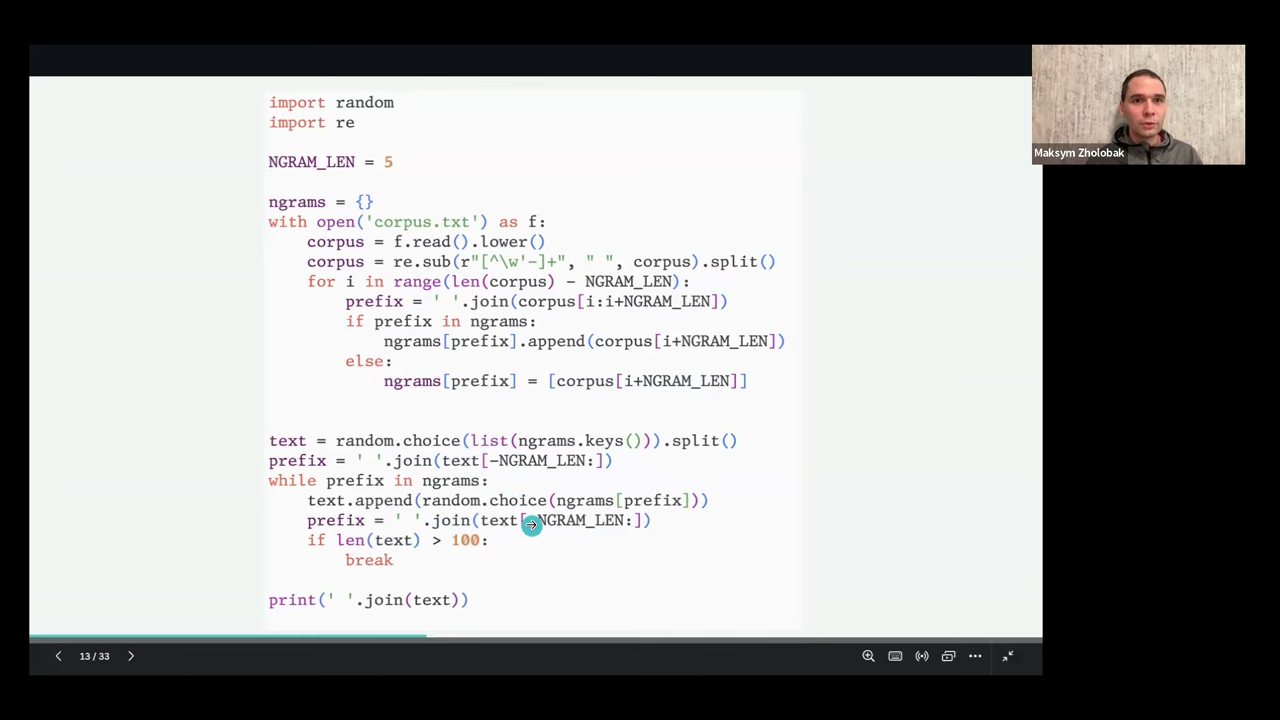 import random
import re
NGRAM_LEN = 5
ngrams = {}
with open('corpus.txt') as f:
    corpus = f.read().lower()
    corpus = re.sub(r"[^\w'-]+", " ", corpus).split()
    for i in range(len(corpus) - NGRAM_LEN):
        prefix = ' '.join(corpus[i:i+NGRAM_LEN])
        if prefix in ngrams:
            ngrams[prefix].append(corpus[i+NGRAM_LEN])
        else:
            ngrams[prefix] = [corpus[i+NGRAM_LEN]]
text = random.choice(list(ngrams.keys())).split()
prefix = ' '.join(text[-NGRAM_LEN:])
while prefix in ngrams:
    text.append(random.choice(ngrams[prefix]))
    prefix = ' '.join(text[-NGRAM_LEN:])
    if len(text) > 100:
        break
print(' '.join(text))
Maksym Zholobak
13 / 33